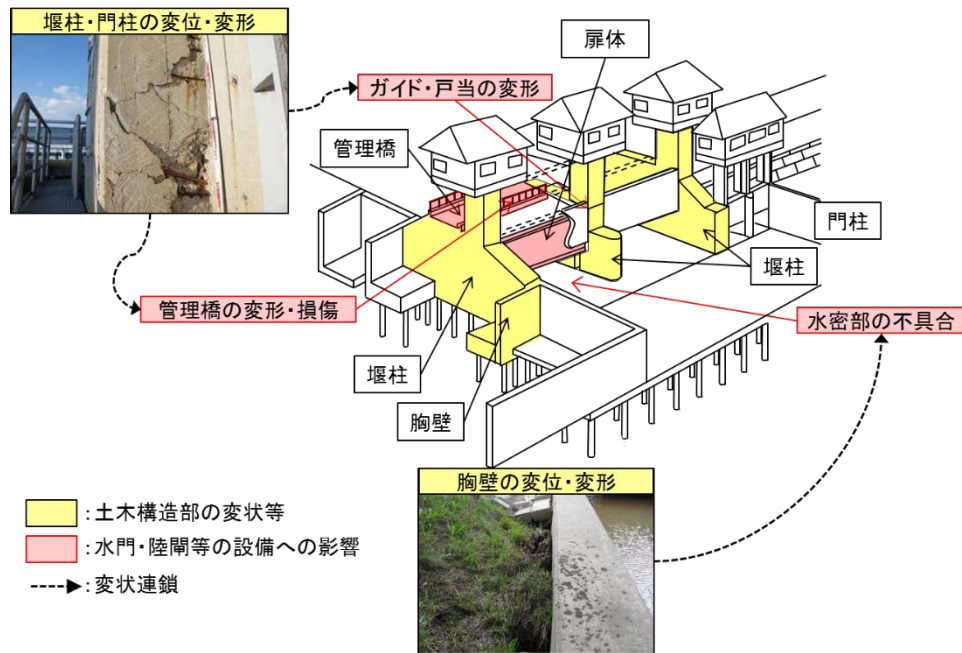 堰柱・門柱の変位・変形
扉体
ガイド・戸当の変形
管理橋
門柱
堰柱
管理橋の変形・損傷
水密部の不具合
堰柱
胸壁
胸壁の変位・変形
：土木構造部の変状等
：水門・陸閘等の設備への影響
：変状連鎖